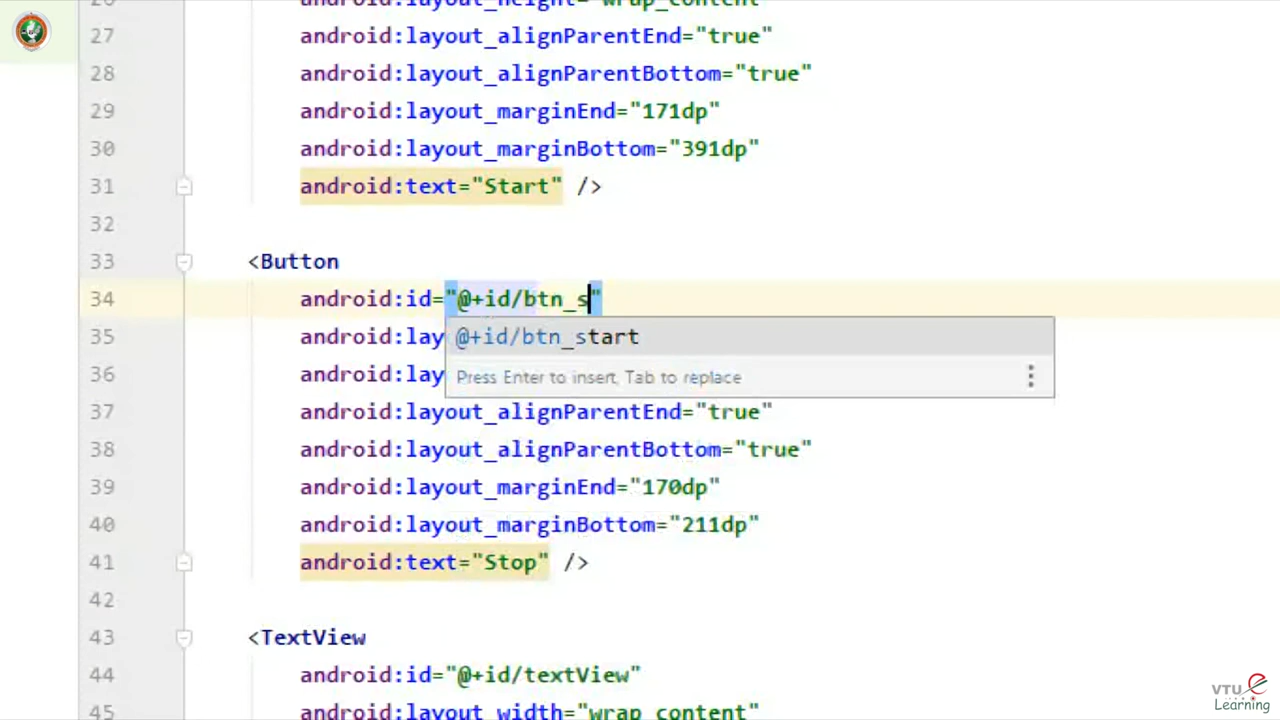 26 android:layout_height="wrap_content"
27 android:layout_alignParentEnd="true"
28 android:layout_alignParentBottom="true"
29 android:layout_marginEnd="171dp"
30 android:layout_marginBottom="391dp"
31 android:text="Start" />
32
33 <Button
34 android:id="@+id/btn_s"
35 android:lay
@+id/btn_start
36 android:lay
Press Enter to insert, Tab to replace
37 android:layout_alignParentEnd="true"
38 android:layout_alignParentBottom="true"
39 android:layout_marginEnd="170dp"
40 android:layout_marginBottom="211dp"
41 android:text="Stop" />
42
43 <TextView
44 android:id="@+id/textView"
45 android:layout_width="wrap_content"
VTU e
Learning